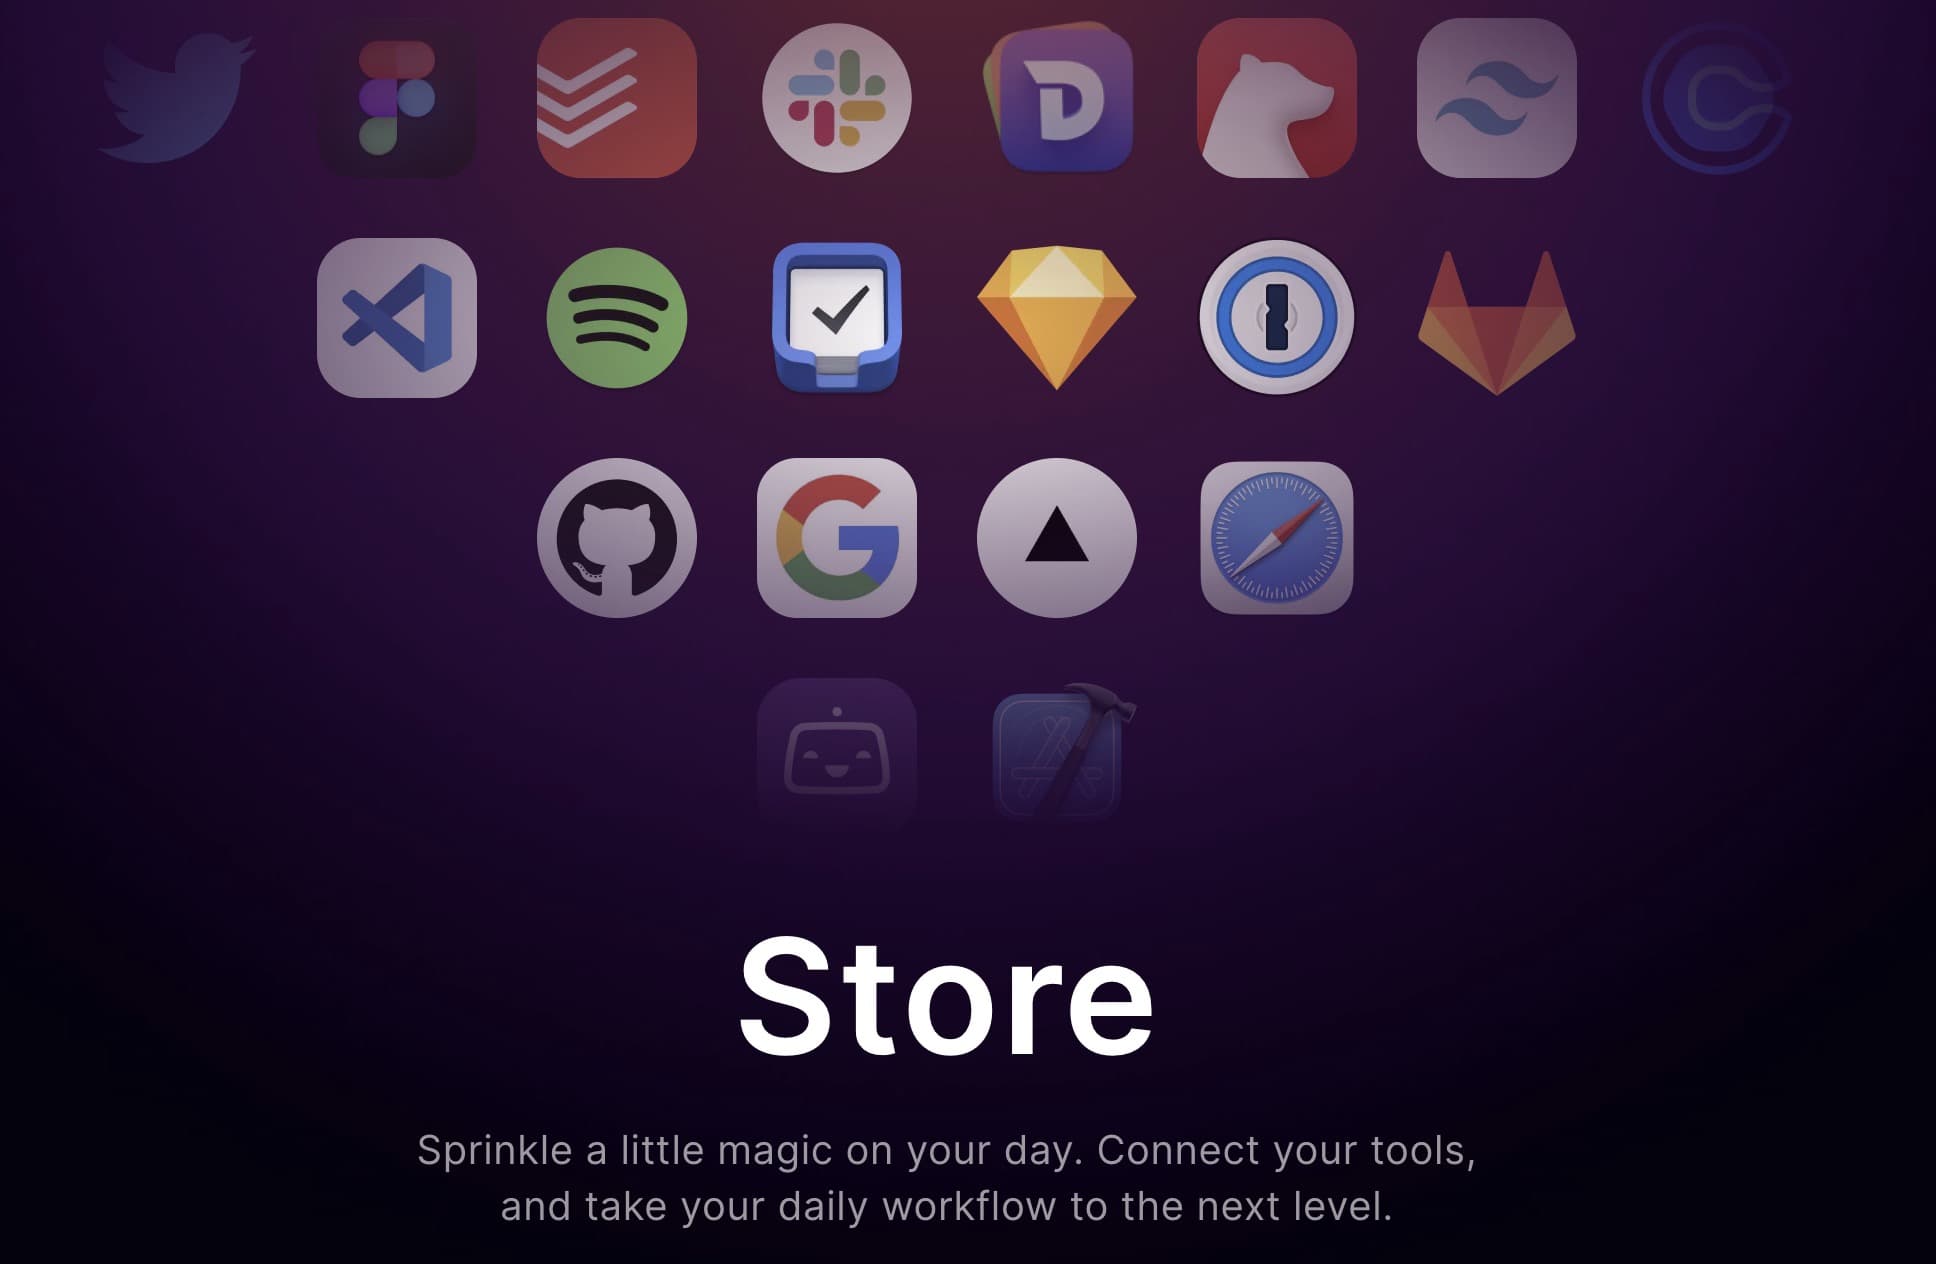 Store
Sprinkle a little magic on your day. Connect your tools,
and take your daily workflow to the next level.